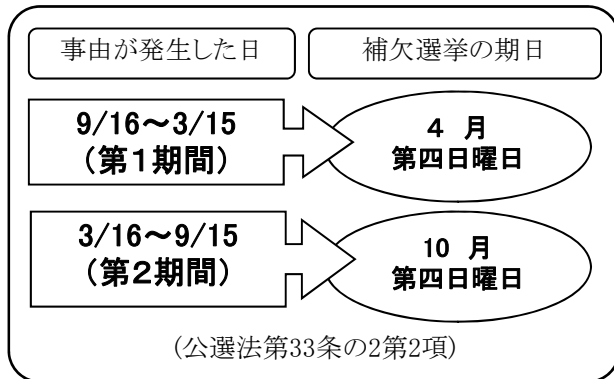 事由が発生した日
補欠選挙の期日
9/16～3/15
(第1期間)
4 月
第四日曜日
3/16～9/15
(第2期間)
10 月
第四日曜日
(公選法第33条の2第2項)